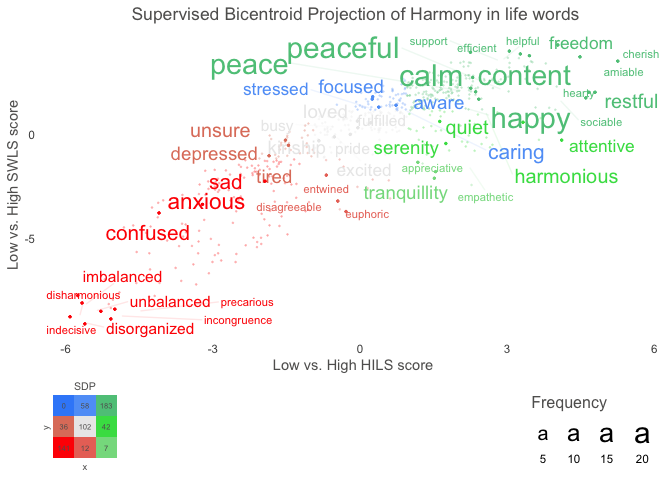 Supervised Bicentroid Projection of Harmony in life words
support
peaceful
efficient
helpful
freedom
peace
cherish
calm
content
amiable
stressed
focused
hearty
restful
loved
aware
happy
fulfilled
sociable
unsure
busy
quiet
depressed
kinship
pride
serenity
caring
attentive
sad
tired
excited
appreciative
harmonious
anxious
entwined
tranquillity
empathetic
disagreeable
euphoric
confused
imbalanced
disharmonious
unbalanced
precarious
indecisive
disorganized
incongruence
Low vs. High SWLS score
0
-5
-6
-3
0
3
6
Low vs. High HILS score
SDP
58
183
36
102
42
12
7
y
x
Frequency
a a a a
5 10 15 20